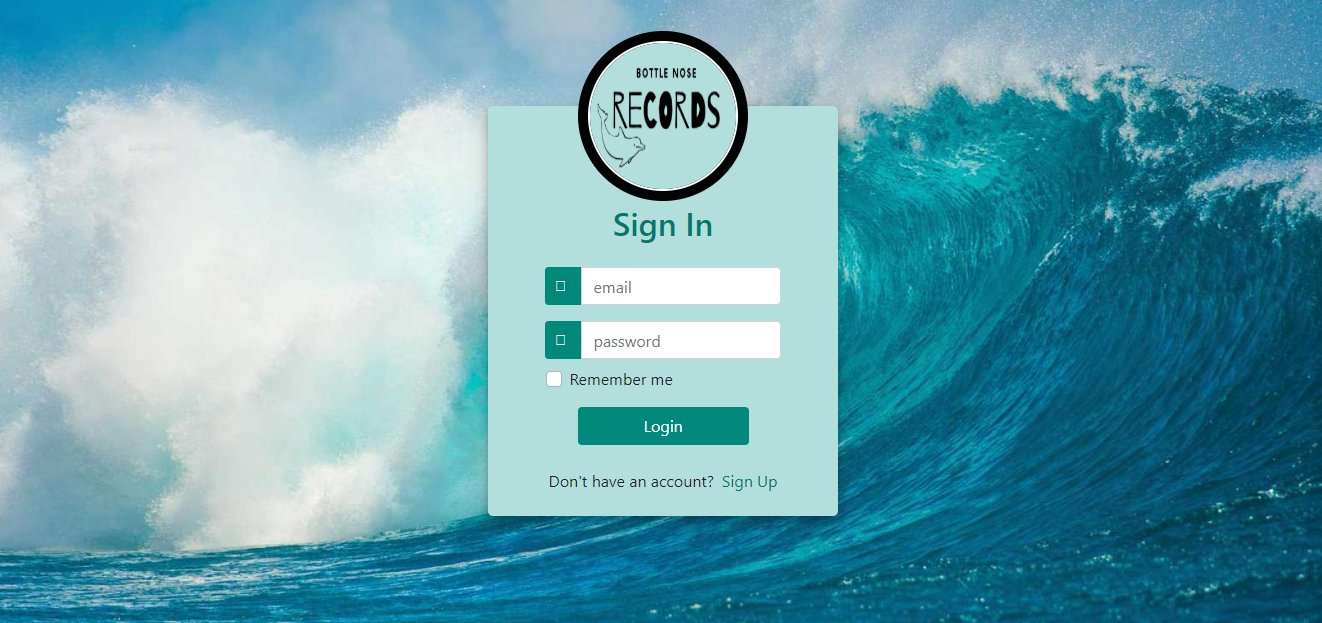 BOTTLE NOSE
RECORDS
Sign In
email
password
Remember me
Login
Don't have an account? Sign Up